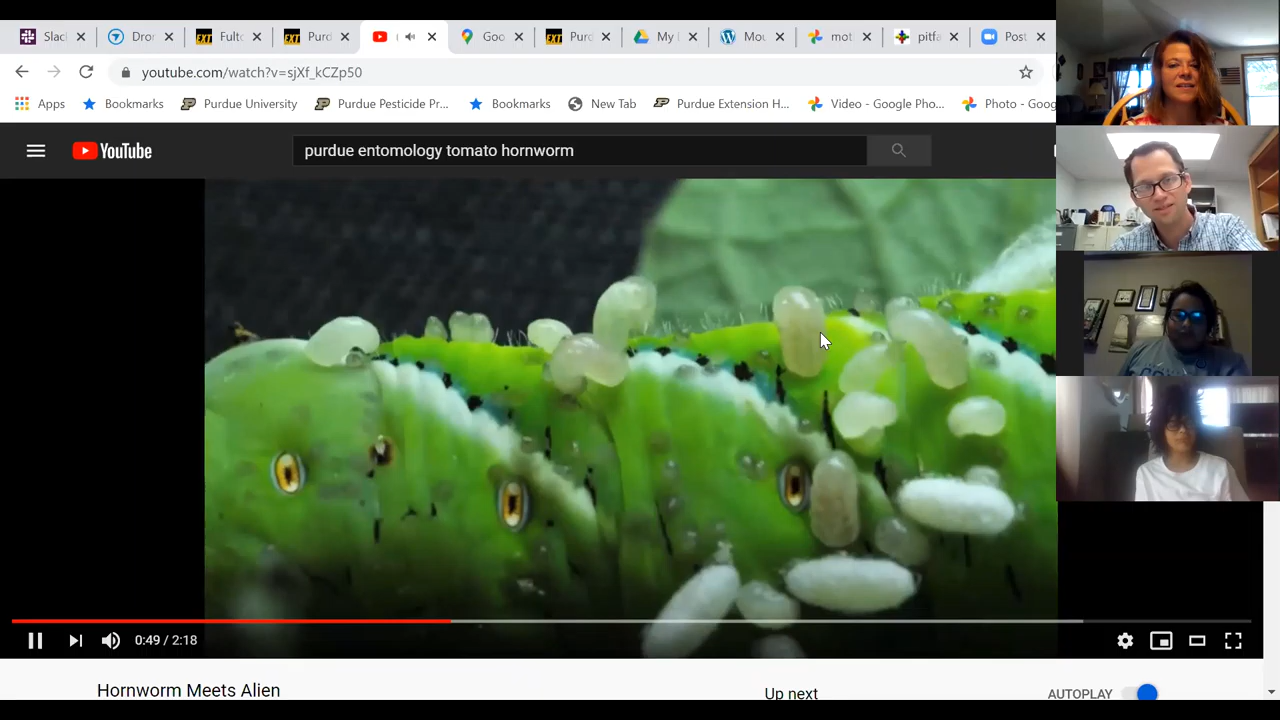 Slac
Dror
Fult
Purd
(
Goo
Purd
My I
Mou
mot
pitfa
Post
youtube.com/watch?v=sjXf_kCZp50
Apps
Bookmarks
Purdue University
Purdue Pesticide Pr...
Bookmarks
New Tab
Purdue extension H...
Video - Google Pho...
Photo - Goog
YouTube
purdue entomology tomato hornworm
0:49 / 2:18
Hornworm Meets Alien
Up next
AUTOPLAY